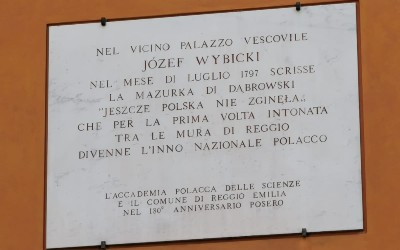 NEL VICINO PALAZZO VESCOVILE
JÓZEF WYBICKI
NEL MESE DI LUGLIO 1797 SCRISSE
LA MAZURKA DI DĄBROWSKI
"JESZCZE POLSKA NIE ZGINĘŁA„
CHE PER LA PRIMA VOLTA INTONATA
TRA LE MURA DI REGGIO
DIVENNE L'INNO NAZIONALE POLACCO
L'ACCADEMIA POLACCA DELLE SCIENZE
E IL COMUNE DI REGGIO EMILIA
NEL 180° ANNIVERSARIO POSERO